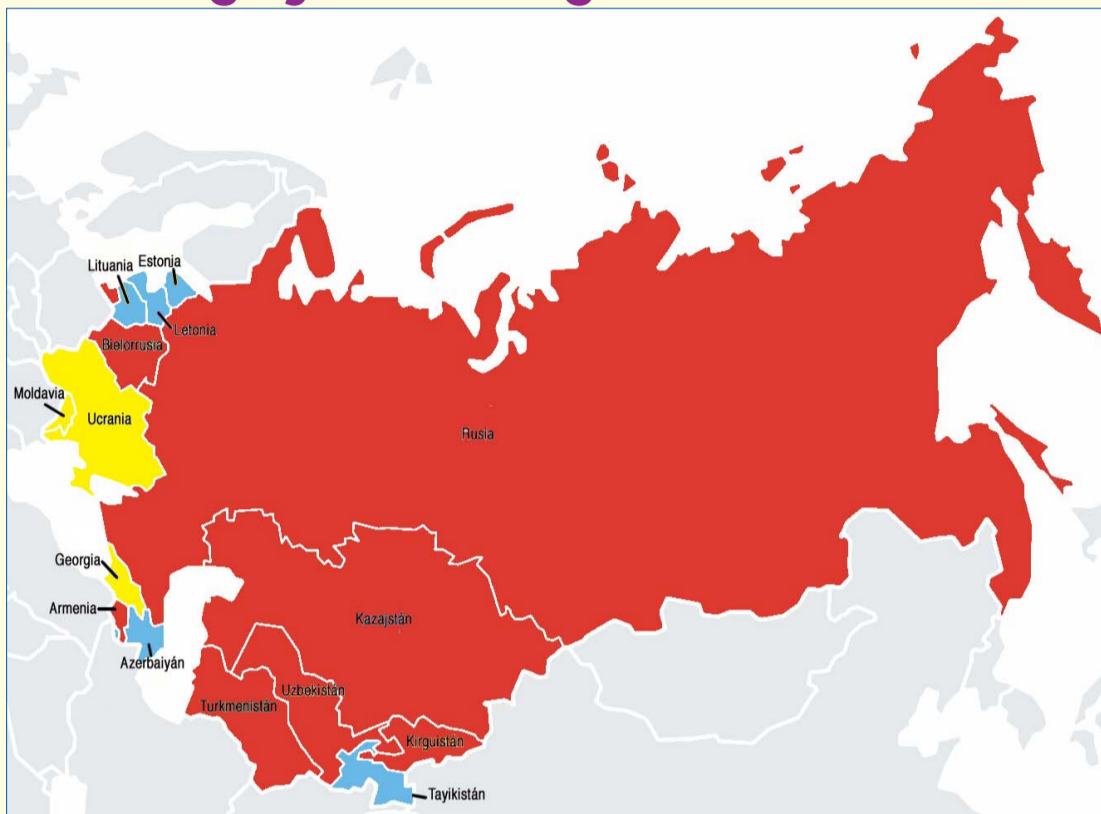 Estonia
Lituania
Letonia
Bielorrusia
Moldavia
Ucrania
Rusia
Georgia
Armenia
Kazajstán
Azerbaiyán
Uzbekistán
Turkmenistán
Kirguistán
Tayikistán